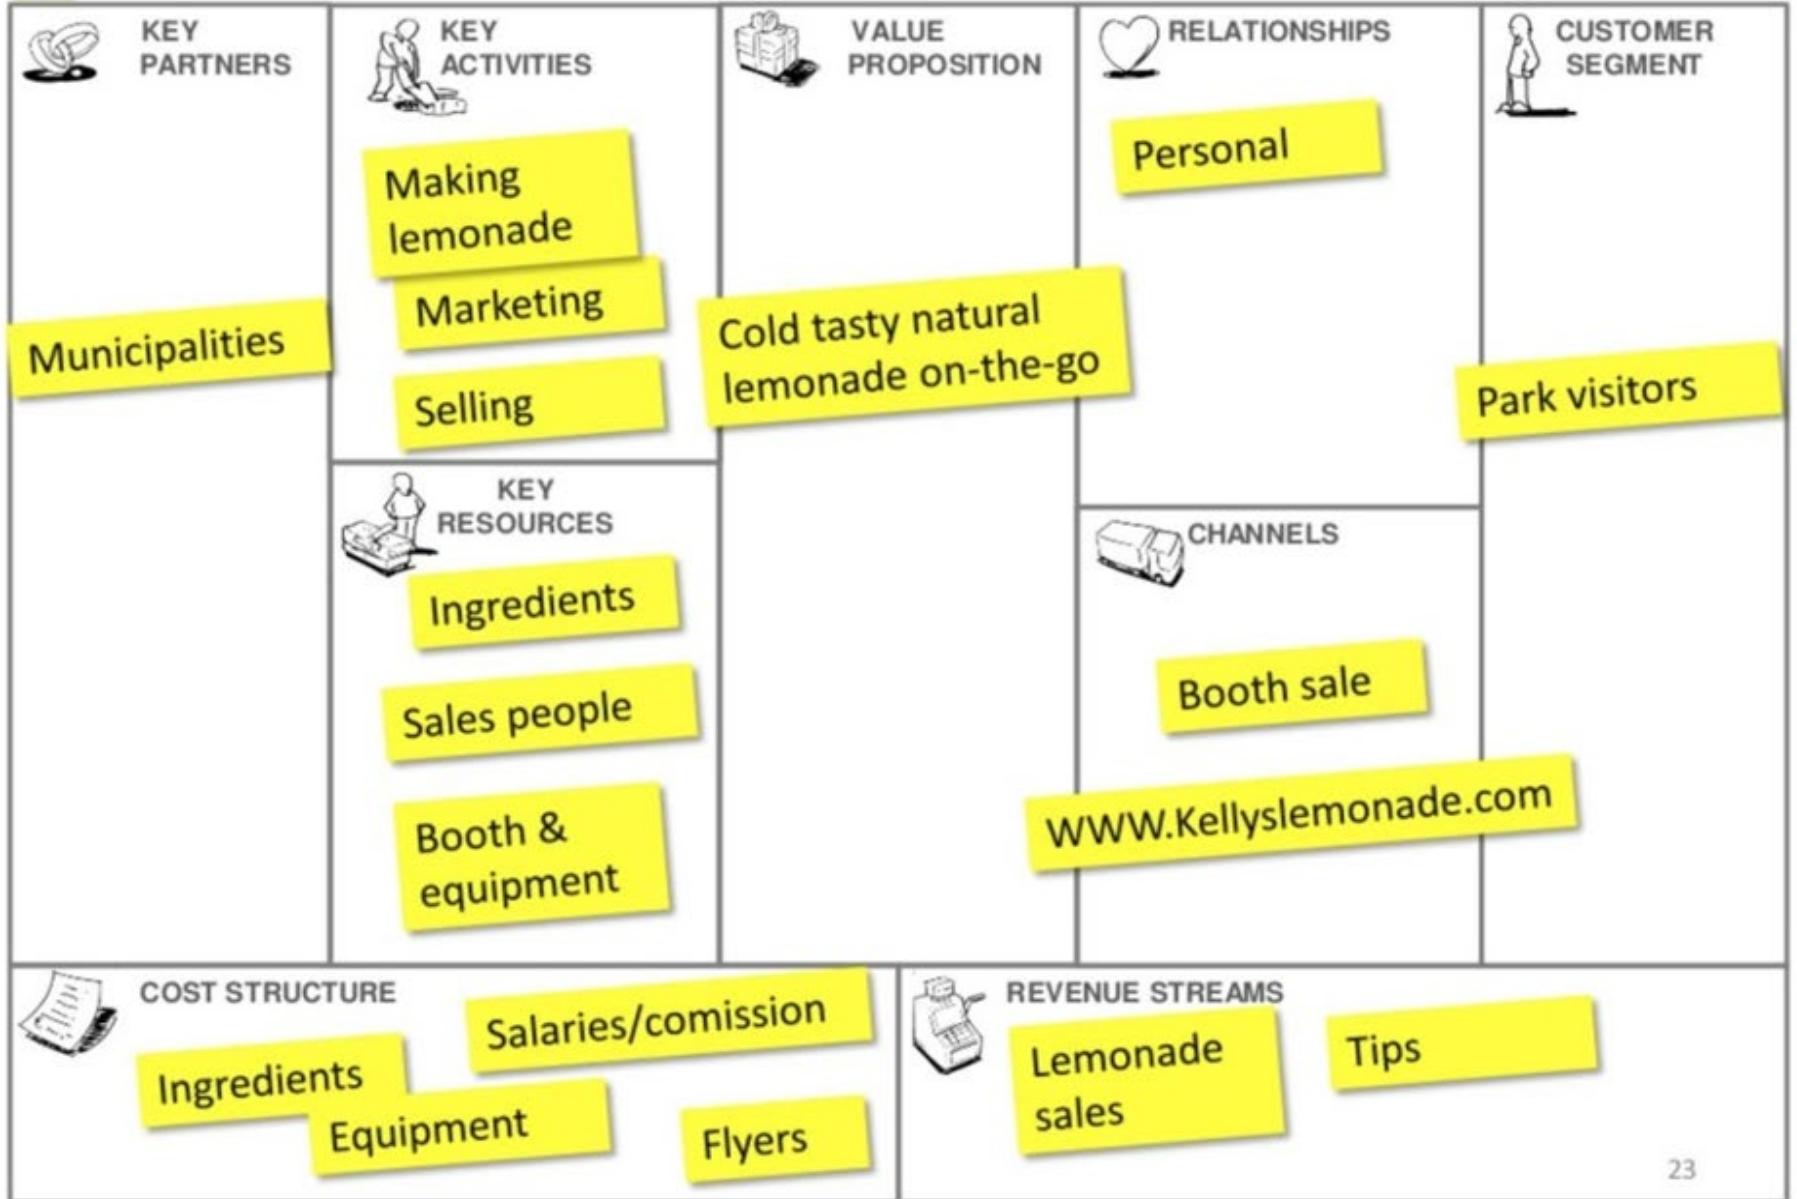 KEY
PARTNERS
Municipalities
KEY
ACTIVITIES
Making
lemonade
Marketing
Selling
KEY
RESOURCES
Ingredients
Sales people
Booth &
equipment
VALUE
PROPOSITION
Cold tasty natural
lemonade on-the-go
RELATIONSHIPS
Personal
CHANNELS
Booth sale
WWW.Kellyslemonade.com
CUSTOMER
SEGMENT
Park visitors
COST STRUCTURE
Salaries/comission
Ingredients
Equipment
Flyers
REVENUE STREAMS
Lemonade
sales
Tips
23